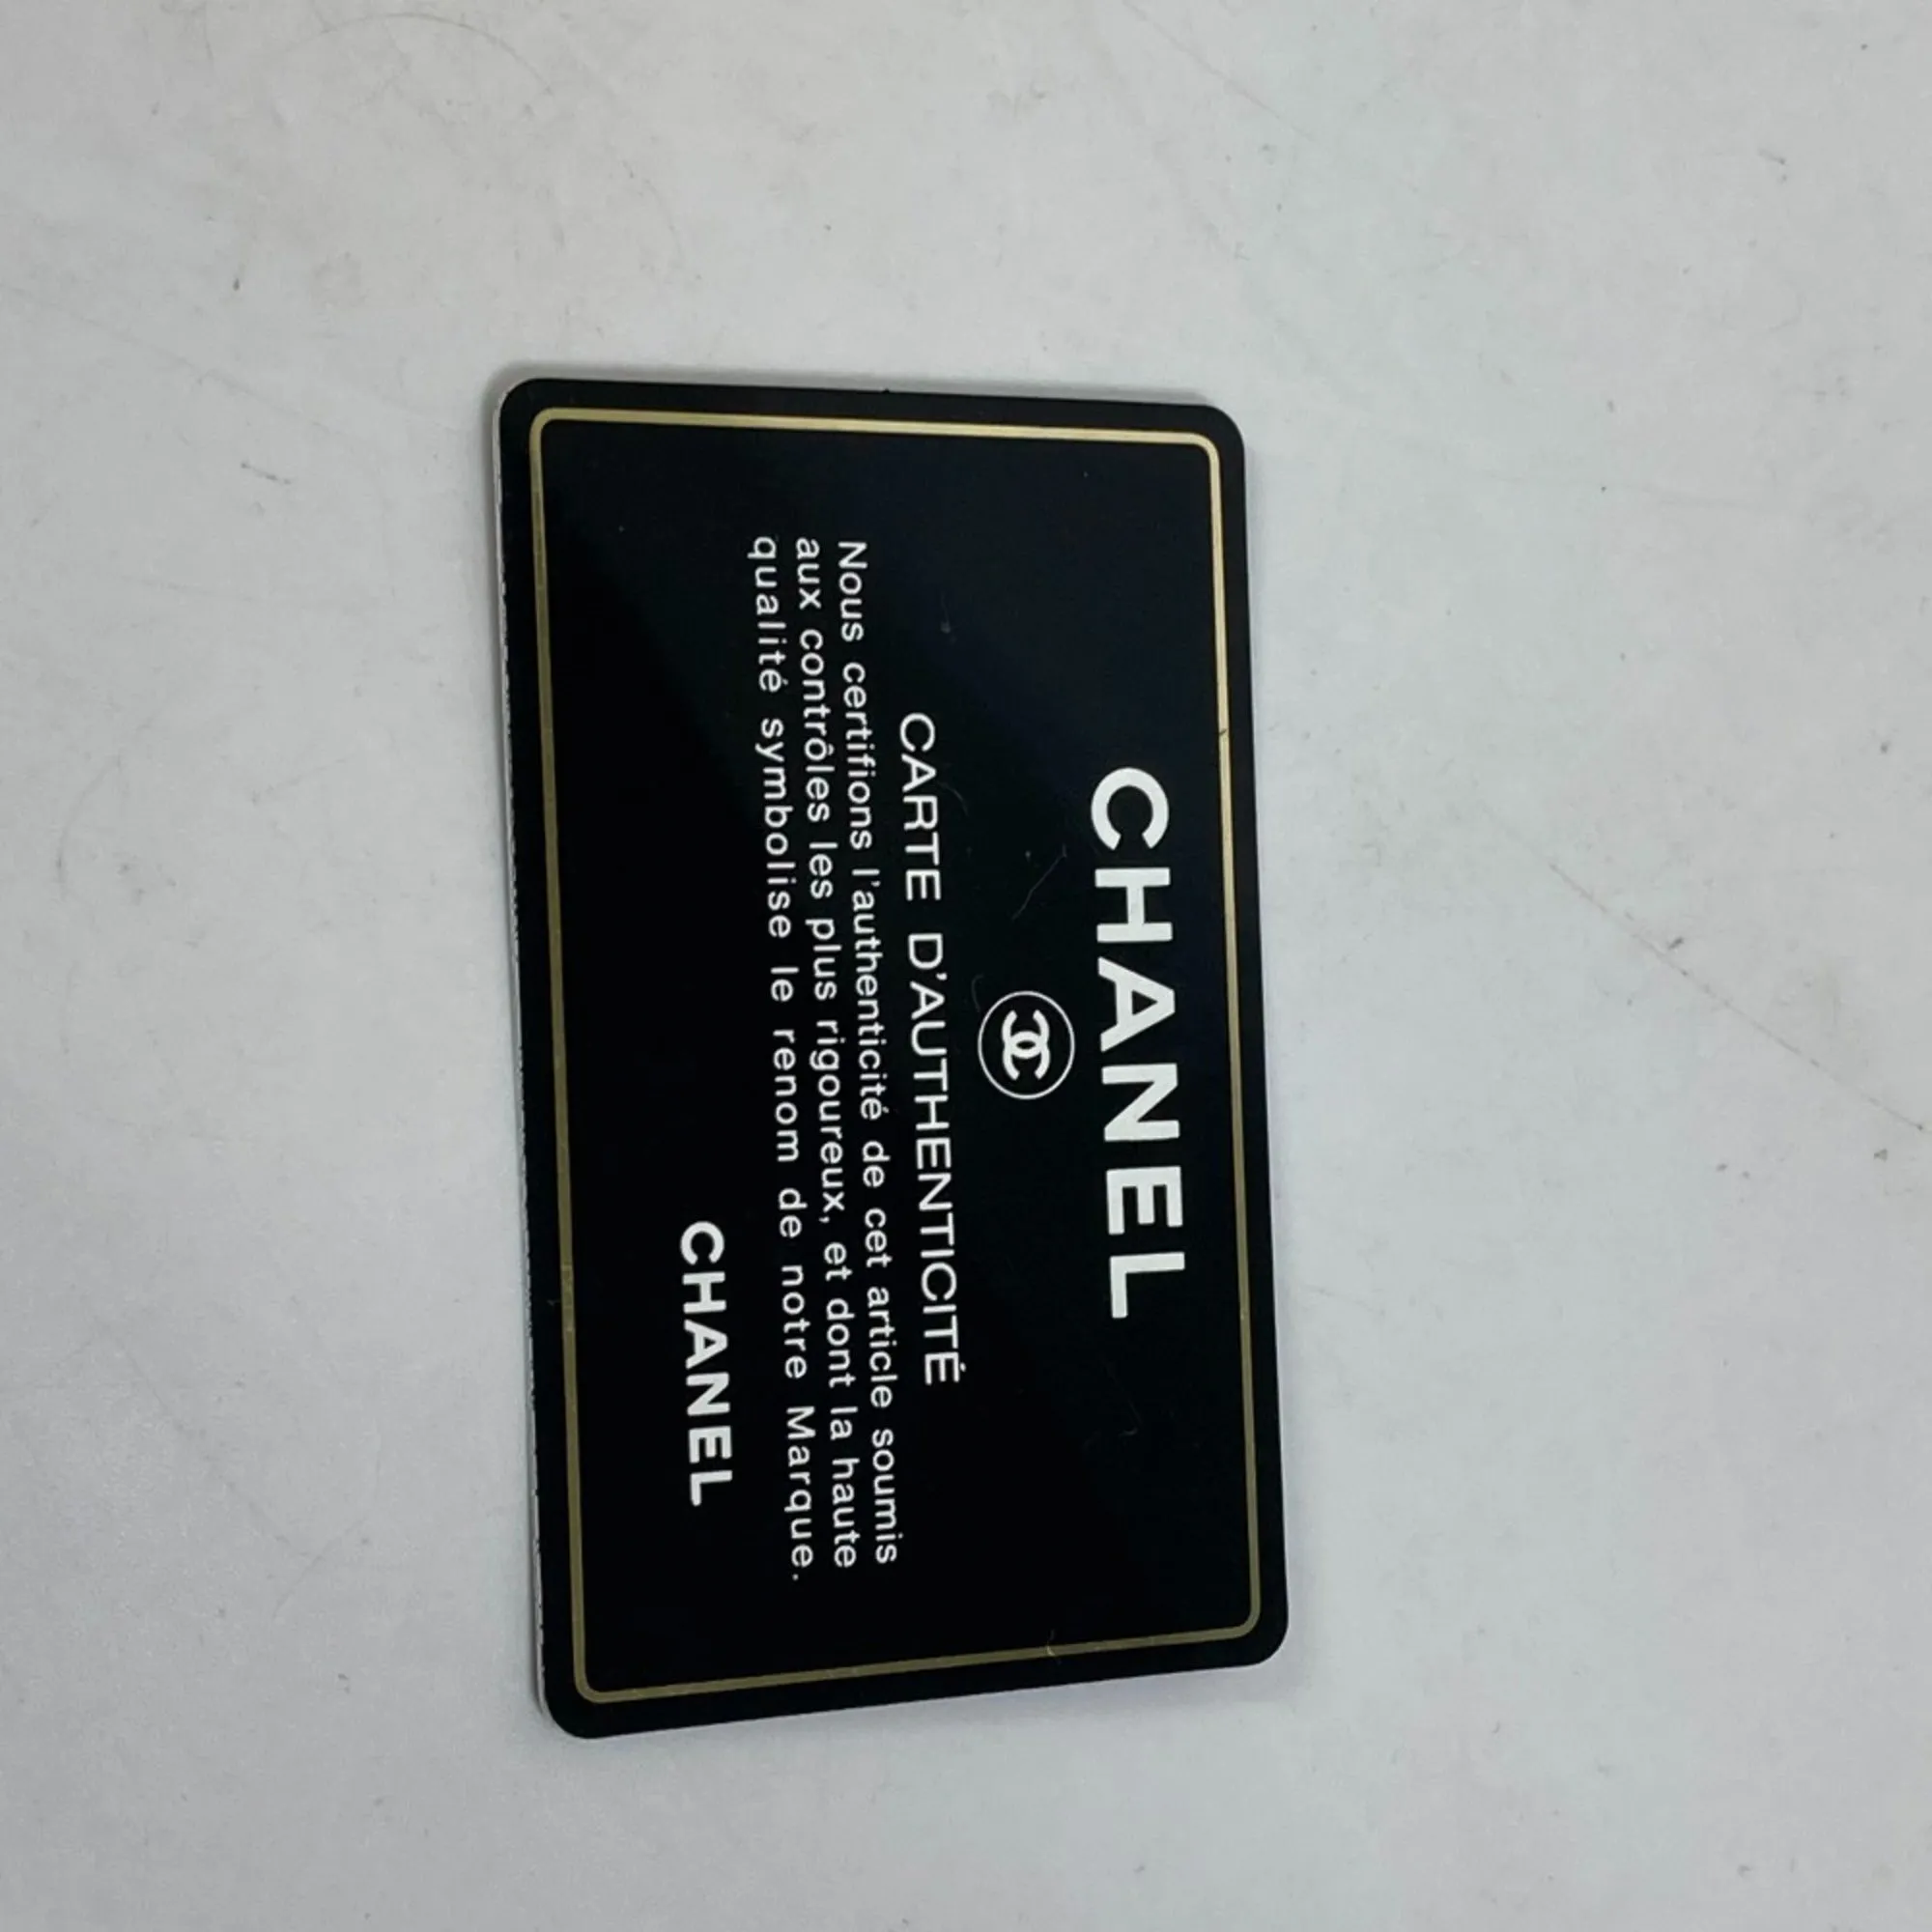 CHANEL
CARTE D'AUTHENTICITÉ
Nous certifions l'authenticité de cet article soumis
aux contrôles les plus rigoureux, et dont la haute
qualité symbolise le renom de notre Marque.
CHANEL